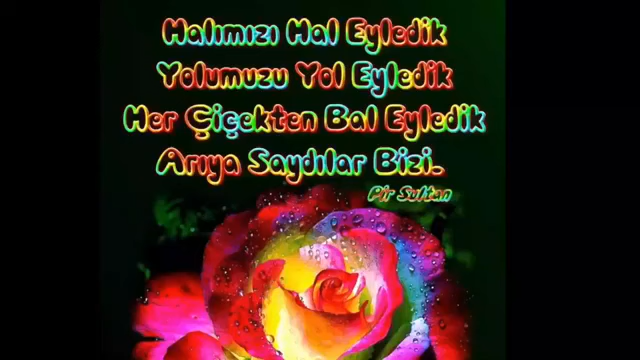 Halımızı Hal Eyledik
Yolumuzu Yol Eyledik
Her Çiçekten Bal Eyledik
Arıya Saydılar Bizi.
Pir Sultan